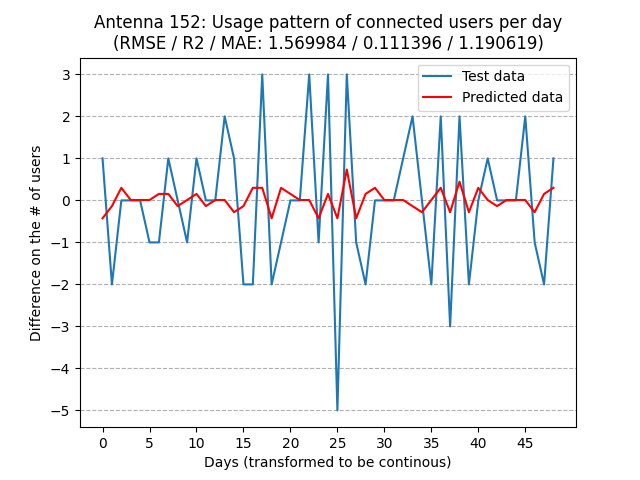 Antenna 152: Usage pattern of connected users per day
(RMSE / R2 / MAE: 1.569984 / 0.111396 / 1.190619)
Test data
Predicted data
Difference on the # of users
3
2
1
0
−1
−2
−3
−4
−5
0 5 10 15 20 25 30 35 40 45
Days (transformed to be continous)